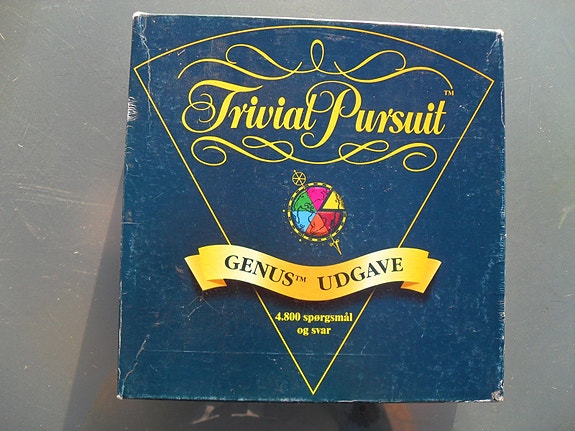 Trivial Pursuit™
GENUS™ UDGAVE
4.800 spørgsmål
og svar